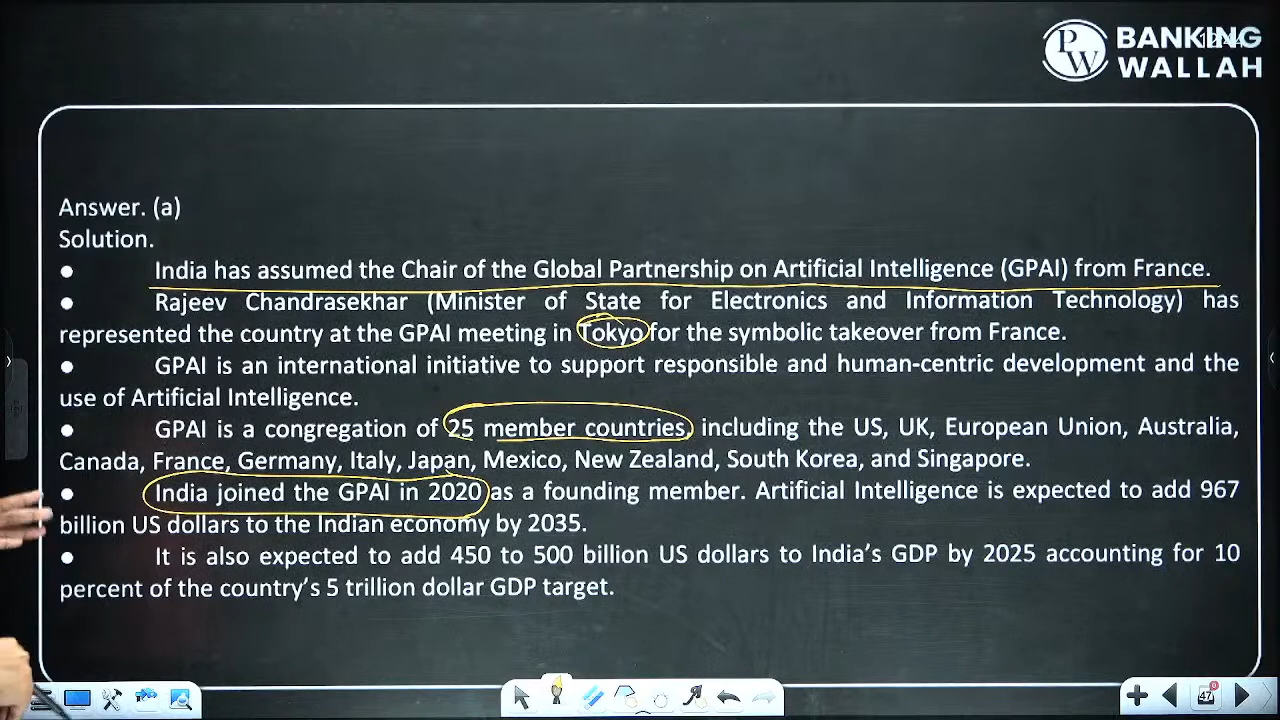 BANKING
WALLAH
PW
Answer. (a)
Solution.
● India has assumed the Chair of the Global Partnership on Artificial Intelligence (GPAI) from France.
● Rajeev Chandrasekhar (Minister of State for Electronics and Information Technology) has
represented the country at the GPAI meeting in Tokyo for the symbolic takeover from France.
● GPAI is an international initiative to support responsible and human-centric development and the
use of Artificial Intelligence.
● GPAI is a congregation of 25 member countries, including the US, UK, European Union, Australia,
Canada, France, Germany, Italy, Japan, Mexico, New Zealand, South Korea, and Singapore.
● India joined the GPAI in 2020 as a founding member. Artificial Intelligence is expected to add 967
billion US dollars to the Indian economy by 2035.
● It is also expected to add 450 to 500 billion US dollars to India's GDP by 2025 accounting for 10
percent of the country's 5 trillion dollar GDP target.
47